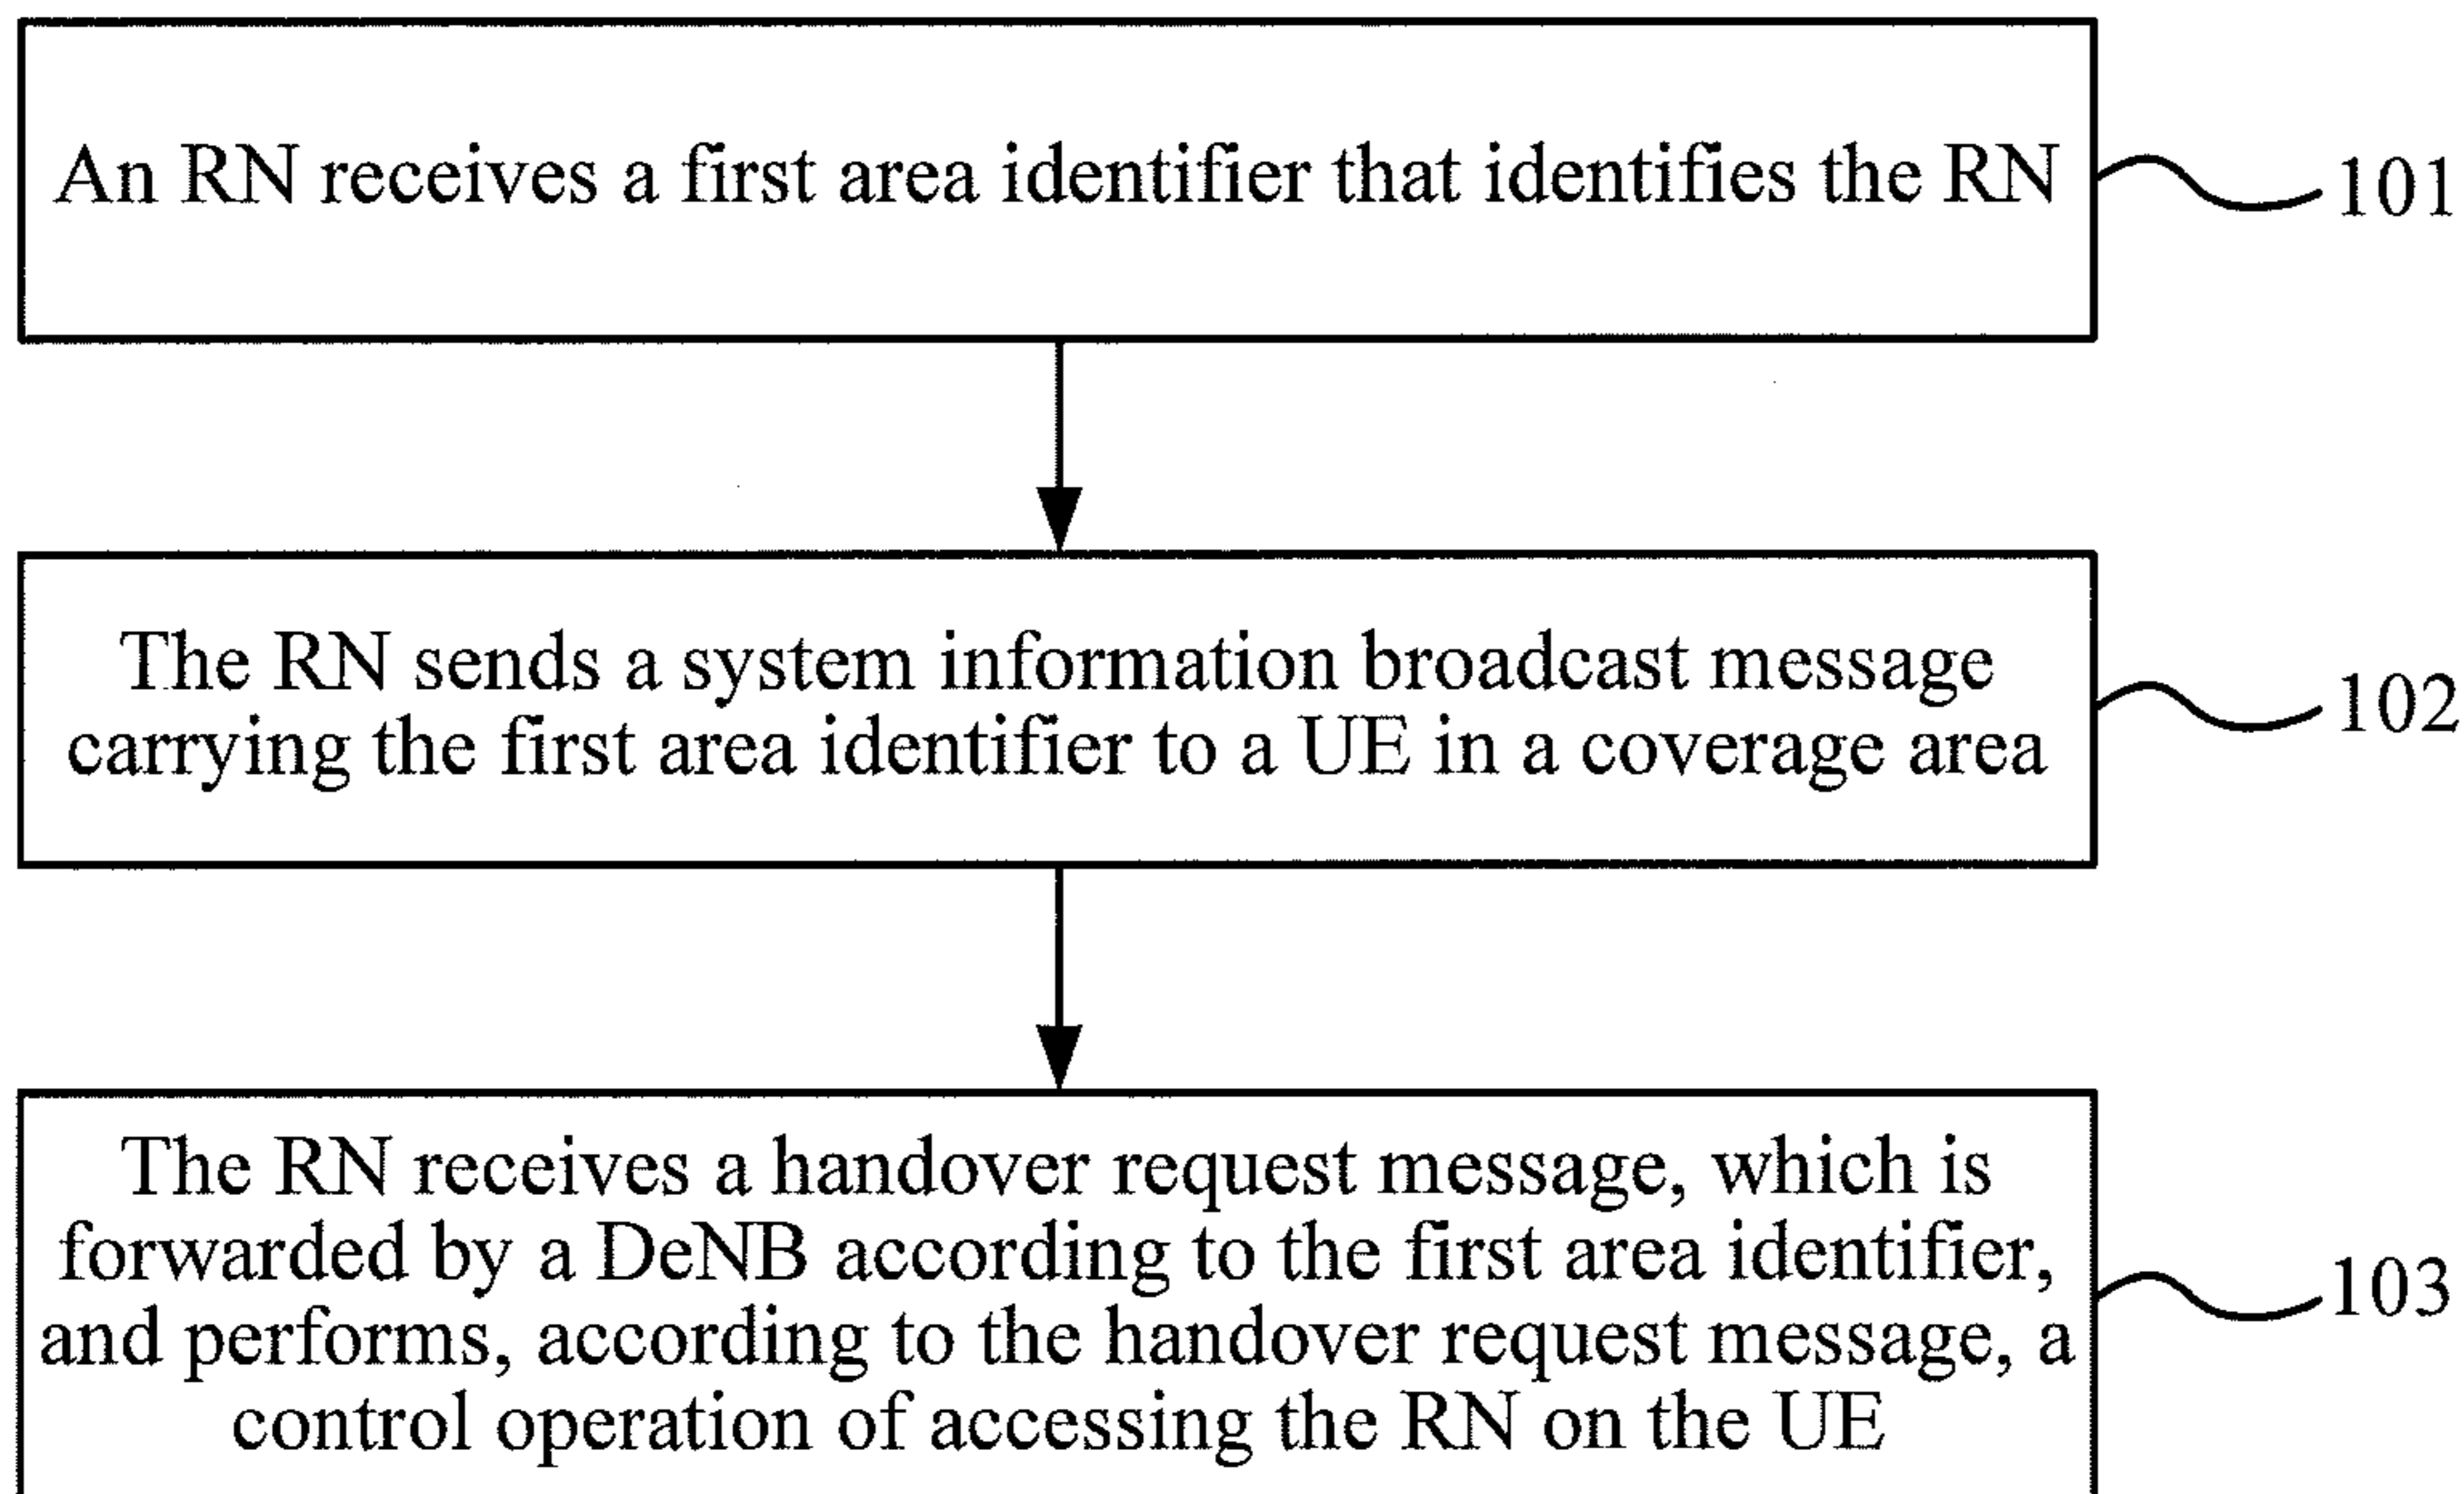 An RN receives a first area identifier that identifies the RN
101
The RN sends a system information broadcast message
carrying the first area identifier to a UE in a coverage area
102
The RN receives a handover request message, which is
forwarded by a DeNB according to the first area identifier,
and performs, according to the handover request message, a
control operation of accessing the RN on the UE
103